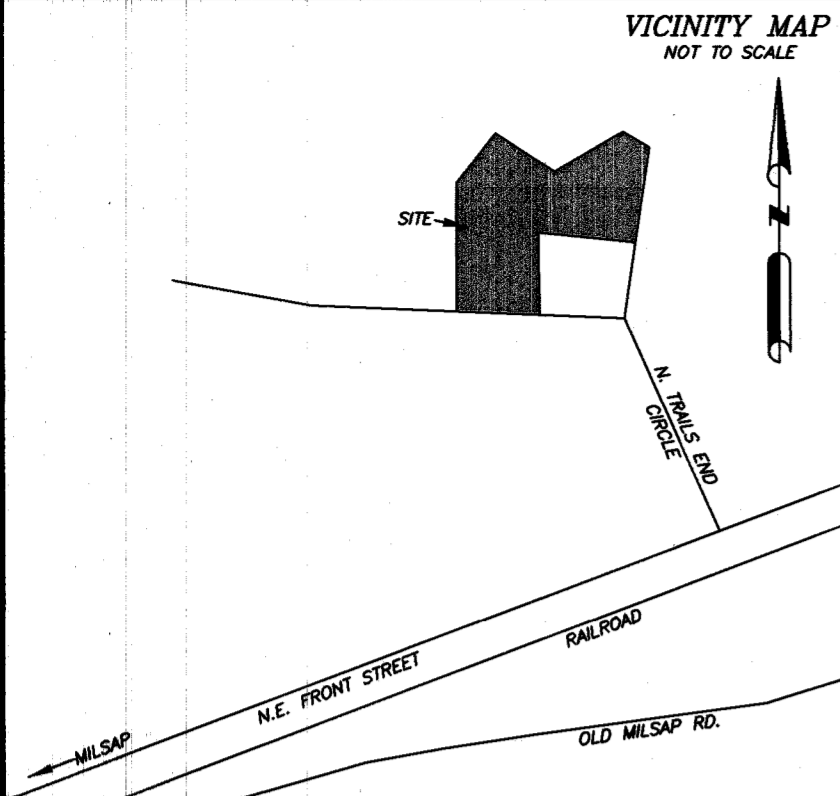 VICINITY MAP
NOT TO SCALE
N
SITE
N. TRAILS END
CIRCLE
RAILROAD
N.E. FRONT STREET
MILSAP
OLD MILSAP RD.